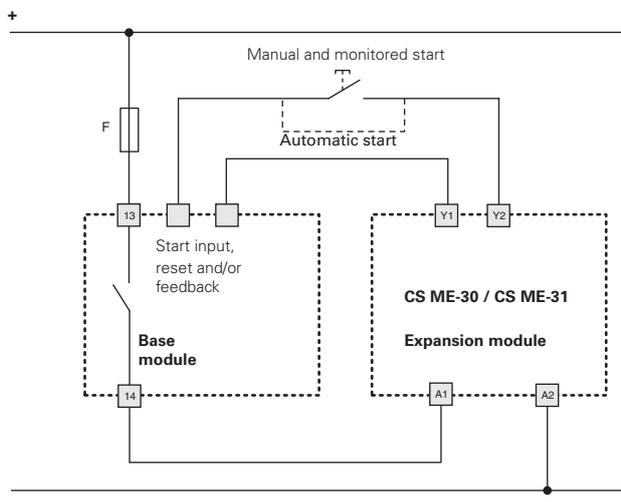 +
Manual and monitored start
F
Automatic start
13
Y1
Y2
Start input,
reset and/or
feedback
CS ME-30 / CS ME-31
Base
module
Expansion module
14
A1
A2